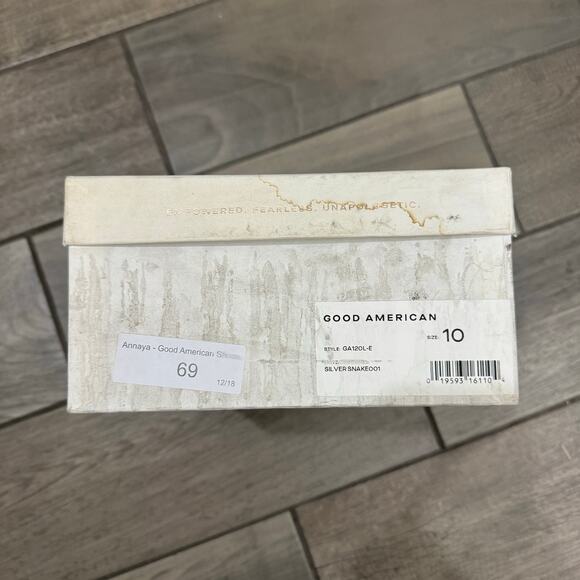 EMPOWERED. FEARLESS. UNAPOLOGETIC.
GOOD AMERICAN
SIZE: 10
STYLE: GA120L-E
SILVER SNAKE001
0 19593 16110 4
Annaya - Good American
69
12/18